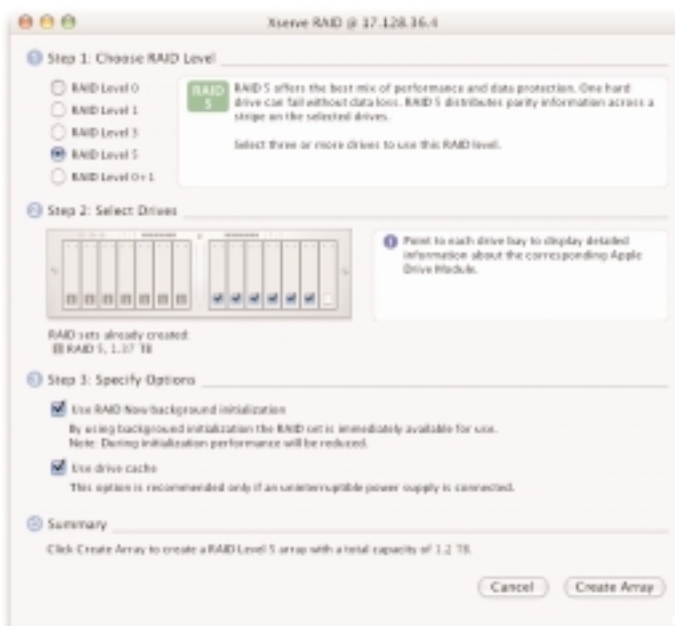 Xserve RAID @ 17.128.36.4
1 Step 1: Choose RAID Level
RAID Level 0
RAID Level 1
RAID Level 3
RAID Level 5
RAID Level 0+1
RAID
5
RAID 5 offers the best mix of performance and data protection. One hard
drive can fail without data loss. RAID 5 distributes parity information across a
stripe on the selected drives.
Select three or more drives to use this RAID level.
2 Step 2: Select Drives
Point to each drive bay to display detailed
information about the corresponding Apple
Drive Module.
RAID sets already created:
RAID 5, 1.37 TB
3 Step 3: Specify Options
Use RAID Now background initialization
By using background initialization the RAID set is immediately available for use.
Note: During initialization performance will be reduced.
Use drive cache
This option is recommended only if an uninterruptible power supply is connected.
Summary
Click Create Array to create a RAID Level 5 array with a total capacity of 1.2 TB.
Cancel
Create Array